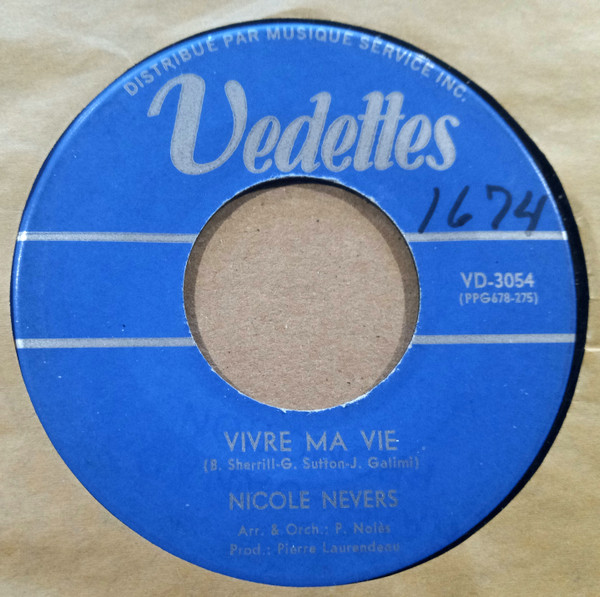 DISTRIBUÉ PAR MUSIQUE SERVICE INC.
Vedettes
1674
VD-3054
(PPG678-275)
VIVRE MA VIE
(B. Sherrill-G. Sutton-J. Galimi)
NICOLE NEVERS
Arr. & Orch.: P. Nolès
Prod.: Pierre Laurendeau